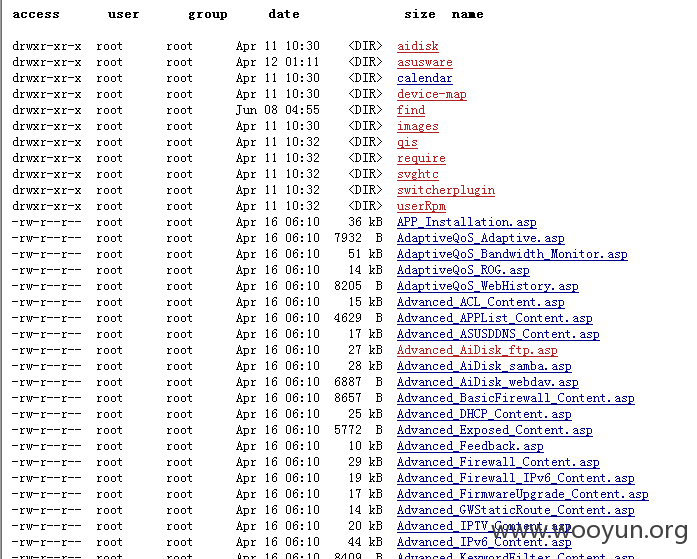 access user group date size name
drwxr-xr-x root root Apr 11 10:30 <DIR> aidisk
drwxr-xr-x root root Apr 12 01:11 <DIR> asusware
drwxr-xr-x root root Apr 11 10:30 <DIR> calendar
drwxr-xr-x root root Apr 11 10:30 <DIR> device-map
drwxr-xr-x root root Jun 08 04:55 <DIR> find
drwxr-xr-x root root Apr 11 10:30 <DIR> images
drwxr-xr-x root root Apr 11 10:32 <DIR> qis
drwxr-xr-x root root Apr 11 10:32 <DIR> require
drwxr-xr-x root root Apr 11 10:32 <DIR> svghtc
drwxr-xr-x root root Apr 11 10:32 <DIR> switcherplugin
drwxr-xr-x root root Apr 11 10:32 <DIR> userRpm
-rw-r--r-- root root Apr 16 06:10 36 kB APP_Installation.asp
-rw-r--r-- root root Apr 16 06:10 7932 B AdaptiveQoS_Adaptive.asp
-rw-r--r-- root root Apr 16 06:10 51 kB AdaptiveQoS_Bandwidth_Monitor.asp
-rw-r--r-- root root Apr 16 06:10 14 kB AdaptiveQoS_ROG.asp
-rw-r--r-- root root Apr 16 06:10 8205 B AdaptiveQoS_WebHistory.asp
-rw-r--r-- root root Apr 16 06:10 15 kB Advanced_ACL_Content.asp
-rw-r--r-- root root Apr 16 06:10 4629 B Advanced_APPList_Content.asp
-rw-r--r-- root root Apr 16 06:10 17 kB Advanced_ASUSDDNS_Content.asp
-rw-r--r-- root root Apr 16 06:10 27 kB Advanced_AiDisk_ftp.asp
-rw-r--r-- root root Apr 16 06:10 28 kB Advanced_AiDisk_samba.asp
-rw-r--r-- root root Apr 16 06:10 6887 B Advanced_AiDisk_webdav.asp
-rw-r--r-- root root Apr 16 06:10 8657 B Advanced_BasicFirewall_Content.asp
-rw-r--r-- root root Apr 16 06:10 25 kB Advanced_DHCP_Content.asp
-rw-r--r-- root root Apr 16 06:10 5772 B Advanced_Exposed_Content.asp
-rw-r--r-- root root Apr 16 06:10 10 kB Advanced_Feedback.asp
-rw-r--r-- root root Apr 16 06:10 29 kB Advanced_Firewall_Content.asp
-rw-r--r-- root root Apr 16 06:10 19 kB Advanced_Firewall_IPv6_Content.asp
-rw-r--r-- root root Apr 16 06:10 17 kB Advanced_FirmwareUpgrade_Content.asp
-rw-r--r-- root root Apr 16 06:10 14 kB Advanced_GWStaticRoute_Content.asp
-rw-r--r-- root root Apr 16 06:10 20 kB Advanced_IPTV_Content.asp
www.wooyun.org
-rw-r--r-- root root Apr 16 06:10 44 kB Advanced_IPv6_Content.asp
-rw-r--r-- root root Apr 16 06:10 8409 B Advanced_KeywordFilter_Content.asp